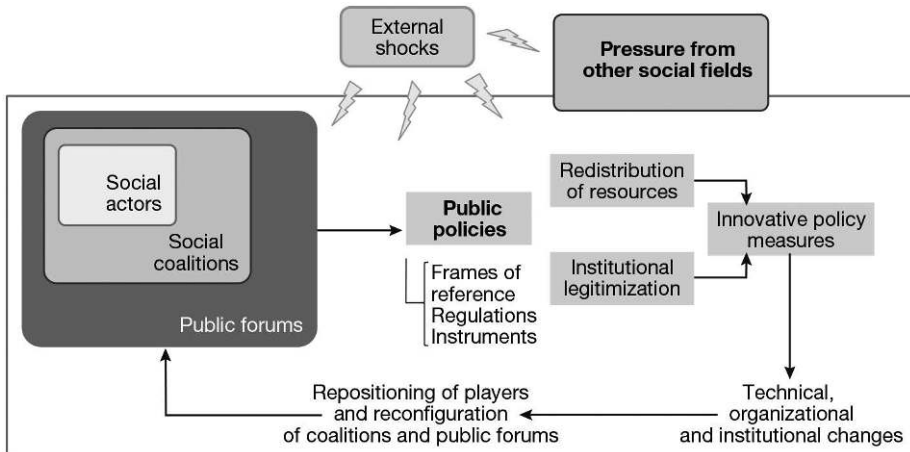 External
shocks
Pressure from
other social fields
Social
actors
Social
coalitions
Public forums
Public
policies
Frames of
reference
Regulations
Instruments
Redistribution
of resources
Institutional
legitimization
Innovative policy
measures
Technical,
organizational
and institutional changes
Repositioning of players
and reconfiguration
of coalitions and public forums